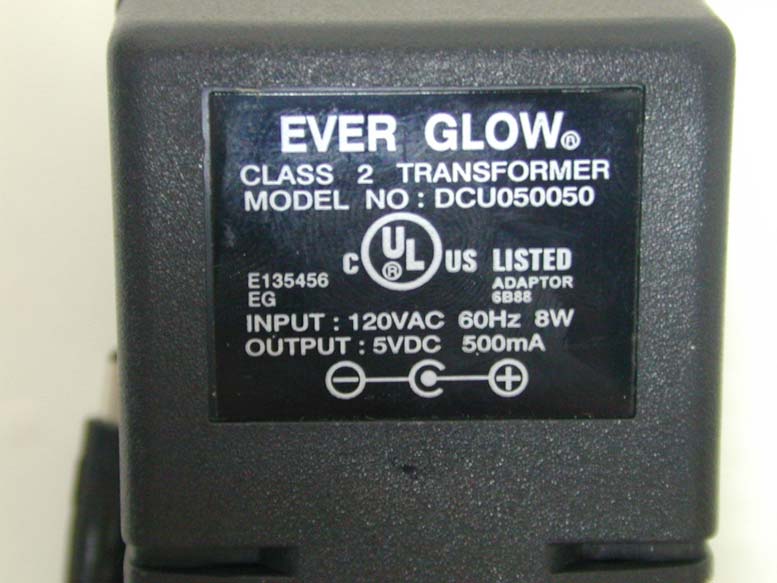 EVER GLOW®
CLASS 2 TRANSFORMER
MODEL NO : DCU050050
C UL® US LISTED
E135456 ADAPTOR
EG 6B88
INPUT : 120VAC 60Hz 8W
OUTPUT : 5VDC 500mA